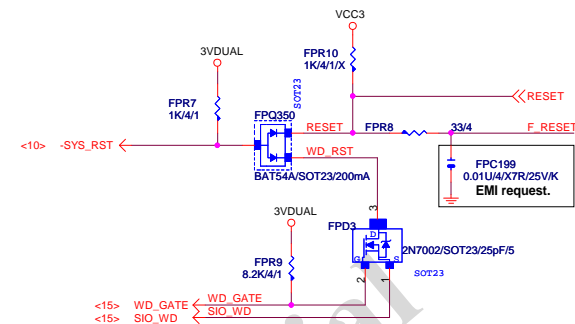 VCC3
3VDUAL
FPR10
1K/4/1/X
SOT23
FPR7
1K/4/1
FPQ350
RESET
RESET
FPR8
33/4
F_RESET
<10>
-SYS_RST
WD_RST
FPC199
0.01U/4/X7R/25V/K
EMI request.
BAT54A/SOT23/200mA
3VDUAL
3
FPD3
D
2N7002/SOT23/25pF/5
G
S
SOT23
FPR9
8.2K/4/1
2
1
<15>
WD_GATE
WD_GATE
<15>
SIO_WD
SIO_WD